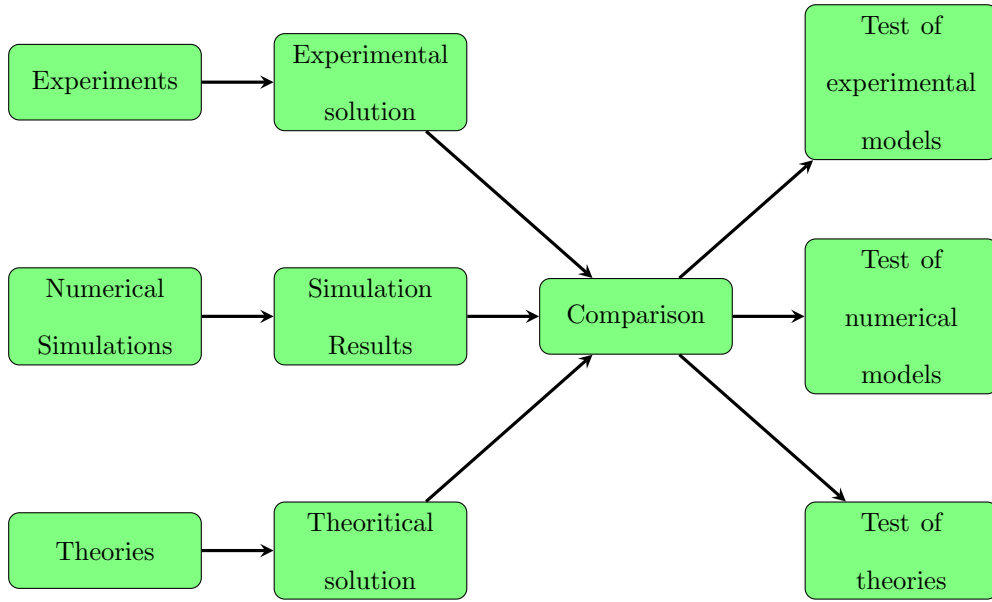 Experiments
Experimental
solution
Test of
experimental
models
Numerical
Simulations
Simulation
Results
Comparison
Test of
numerical
models
Theories
Theoritical
solution
Test of
theories